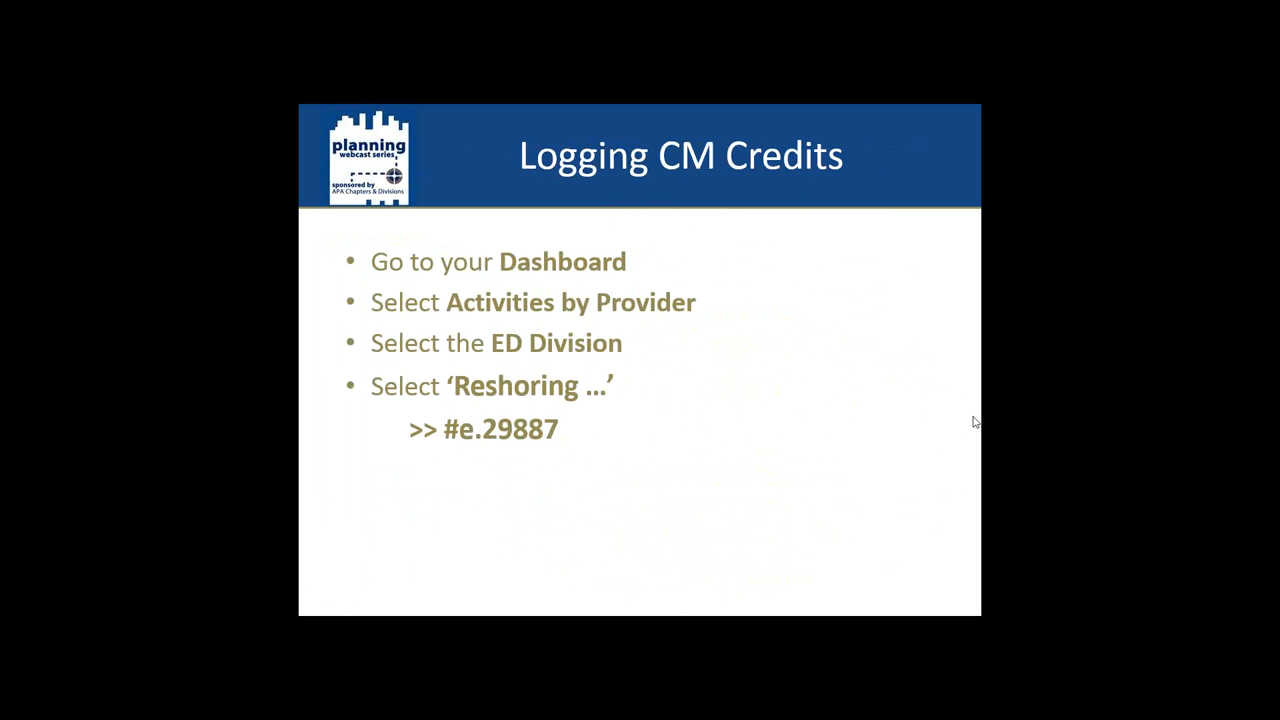 planning
webcast series
sponsored by
APA Chapters & Divisions
Logging CM Credits
• Go to your Dashboard
• Select Activities by Provider
• Select the ED Division
• Select ‘Reshoring ...’
>> #e.29887